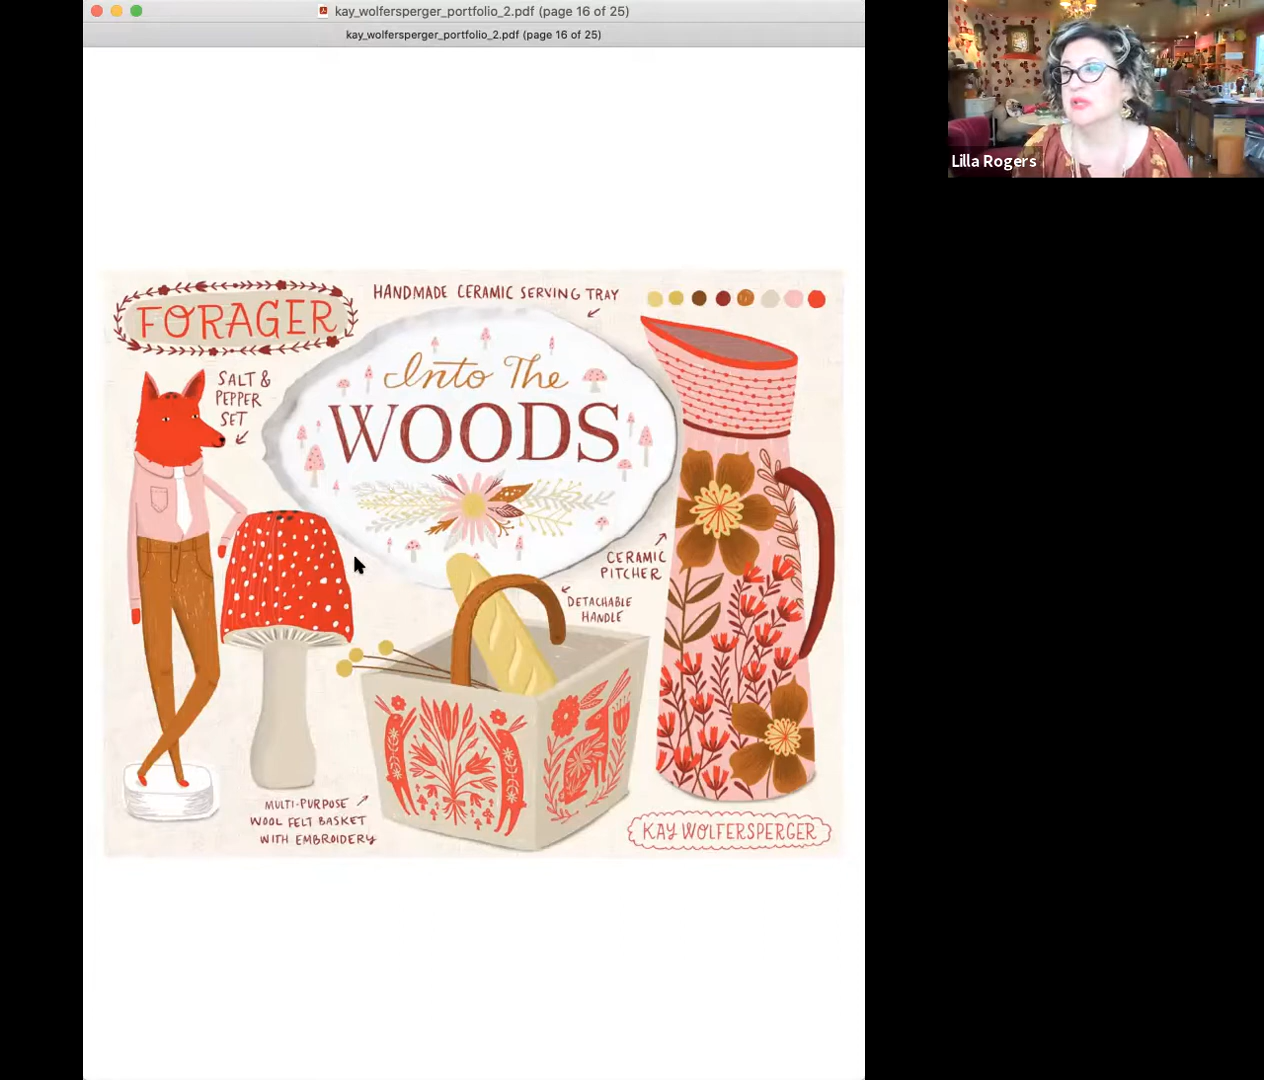 kay_wolfersperger_portfolio_2.pdf (page 16 of 25)
kay_wolfersperger_portfolio_2.pdf (page 16 of 25)
Lilla Rogers
FORAGER
HANDMADE CERAMIC SERVING TRAY
SALT &
PEPPER
SET
Into The
WOODS
CERAMIC
PITCHER
DETACHABLE
HANDLE
MULTI-PURPOSE
WOOL FELT BASKET
WITH EMBROIDERY
KAY WOLFERSPERGER